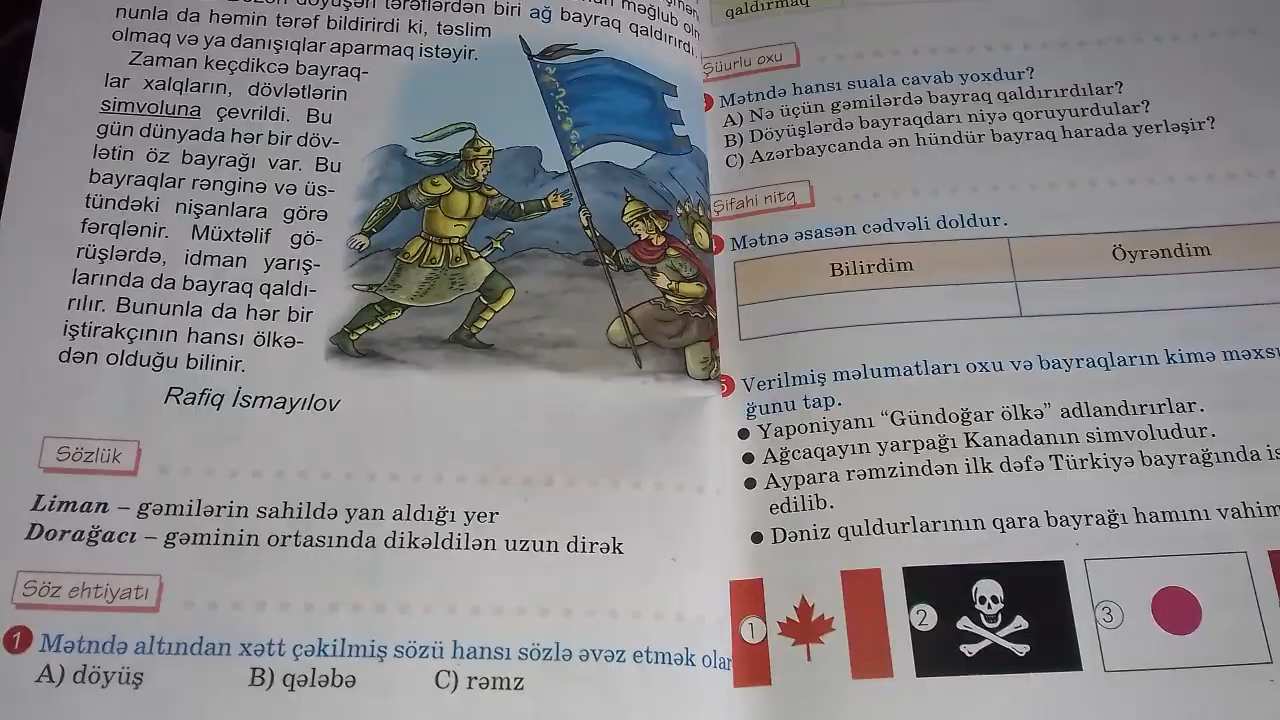 döyüşən tərəflərdən biri ağ bayraq qaldırırdı.
nunla da həmin tərəf bildirirdi ki, təslim
olmaq və ya danışıqlar aparmaq istəyir.
Zaman keçdikcə bayraq-
lar xalqların, dövlətlərin
simvoluna çevrildi. Bu
gün dünyada hər bir döv-
lətin öz bayrağı var. Bu
bayraqlar rənginə və üs-
tündəki nişanlara görə
fərqlənir. Müxtəlif gö-
rüşlərdə, idman yarış-
larında da bayraq qaldı-
rılır. Bununla da hər bir
iştirakçının hansı ölkə-
dən olduğu bilinir.
Rafiq İsmayılov
Sözlük
Liman – gəmilərin sahildə yan aldığı yer
Dorağacı – gəminin ortasında dikəldilən uzun dirək
Söz ehtiyatı
1 Mətndə altından xətt çəkilmiş sözü hansı sözlə əvəz etmək olar
A) döyüş B) qələbə C) rəmz
qaldırmaq
Şüurlu oxu
Mətndə hansı suala cavab yoxdur?
A) Nə üçün gəmilərdə bayraq qaldırırdılar?
B) Döyüşlərdə bayraqdarı niyə qoruyurdular?
C) Azərbaycanda ən hündür bayraq harada yerləşir?
Şifahi nitq
Mətnə əsasən cədvəli doldur.
Bilirdim Öyrəndim
5 Verilmiş məlumatları oxu və bayraqların kimə məxsu
ğunu tap.
● Yaponiyanı “Gündoğar ölkə” adlandırırlar.
● Ağcaqayın yarpağı Kanadanın simvoludur.
● Aypara rəmzindən ilk dəfə Türkiyə bayrağında is
edilib.
● Dəniz quldurlarının qara bayrağı hamını vahim
1 2 3